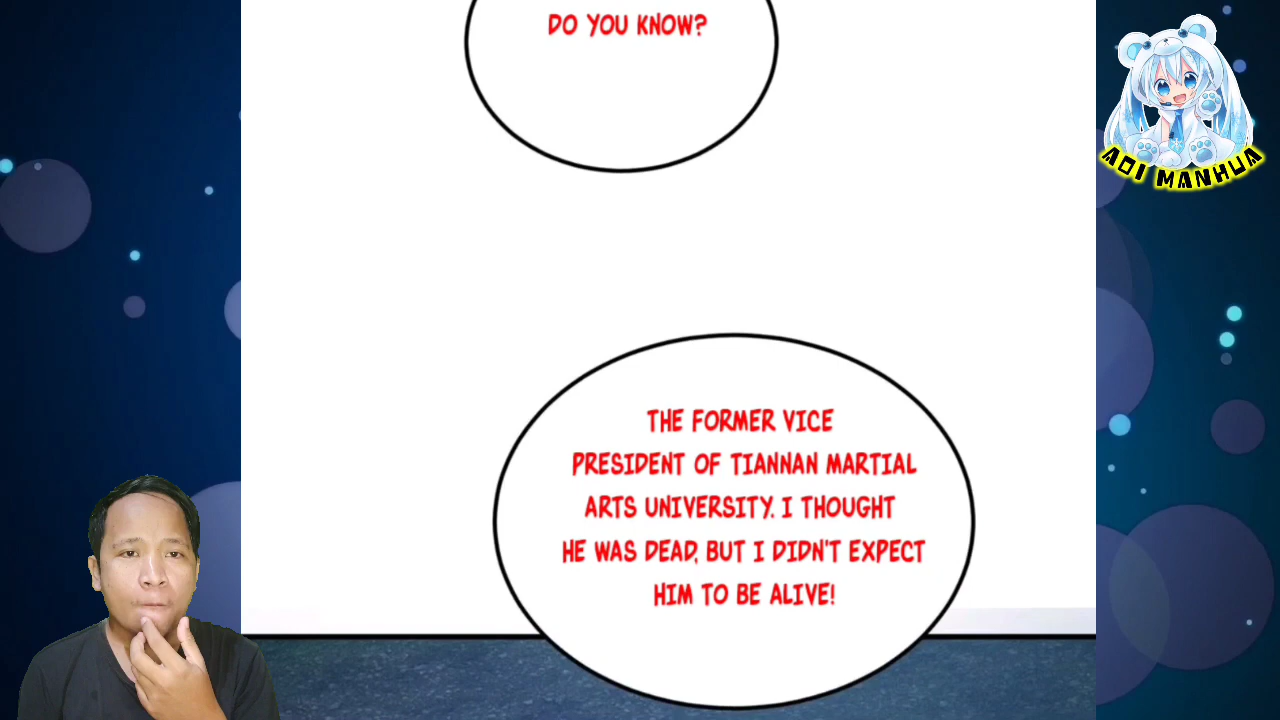 DO YOU KNOW?
AOI MANHUA
THE FORMER VICE
PRESIDENT OF TIANNAN MARTIAL
ARTS UNIVERSITY. I THOUGHT
HE WAS DEAD, BUT I DIDN'T EXPECT
HIM TO BE ALIVE!